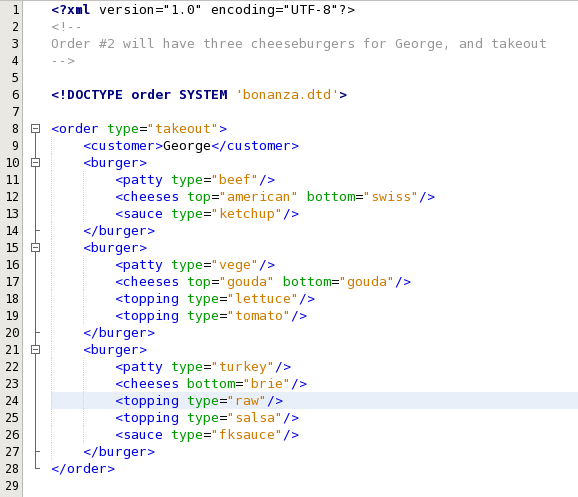 1 <?xml version="1.0" encoding="UTF-8"?>
2 <!--
3 Order #2 will have three cheeseburgers for George, and takeout
4 -->
5
6 <!DOCTYPE order SYSTEM 'bonanza.dtd'>
7
8 <order type="takeout">
9     <customer>George</customer>
10     <burger>
11         <patty type="beef"/>
12         <cheeses top="american" bottom="swiss"/>
13         <sauce type="ketchup"/>
14     </burger>
15     <burger>
16         <patty type="vege"/>
17         <cheeses top="gouda" bottom="gouda"/>
18         <topping type="lettuce"/>
19         <topping type="tomato"/>
20     </burger>
21     <burger>
22         <patty type="turkey"/>
23         <cheeses bottom="brie"/>
24         <topping type="raw"/>
25         <topping type="salsa"/>
26         <sauce type="fksauce"/>
27     </burger>
28 </order>
29